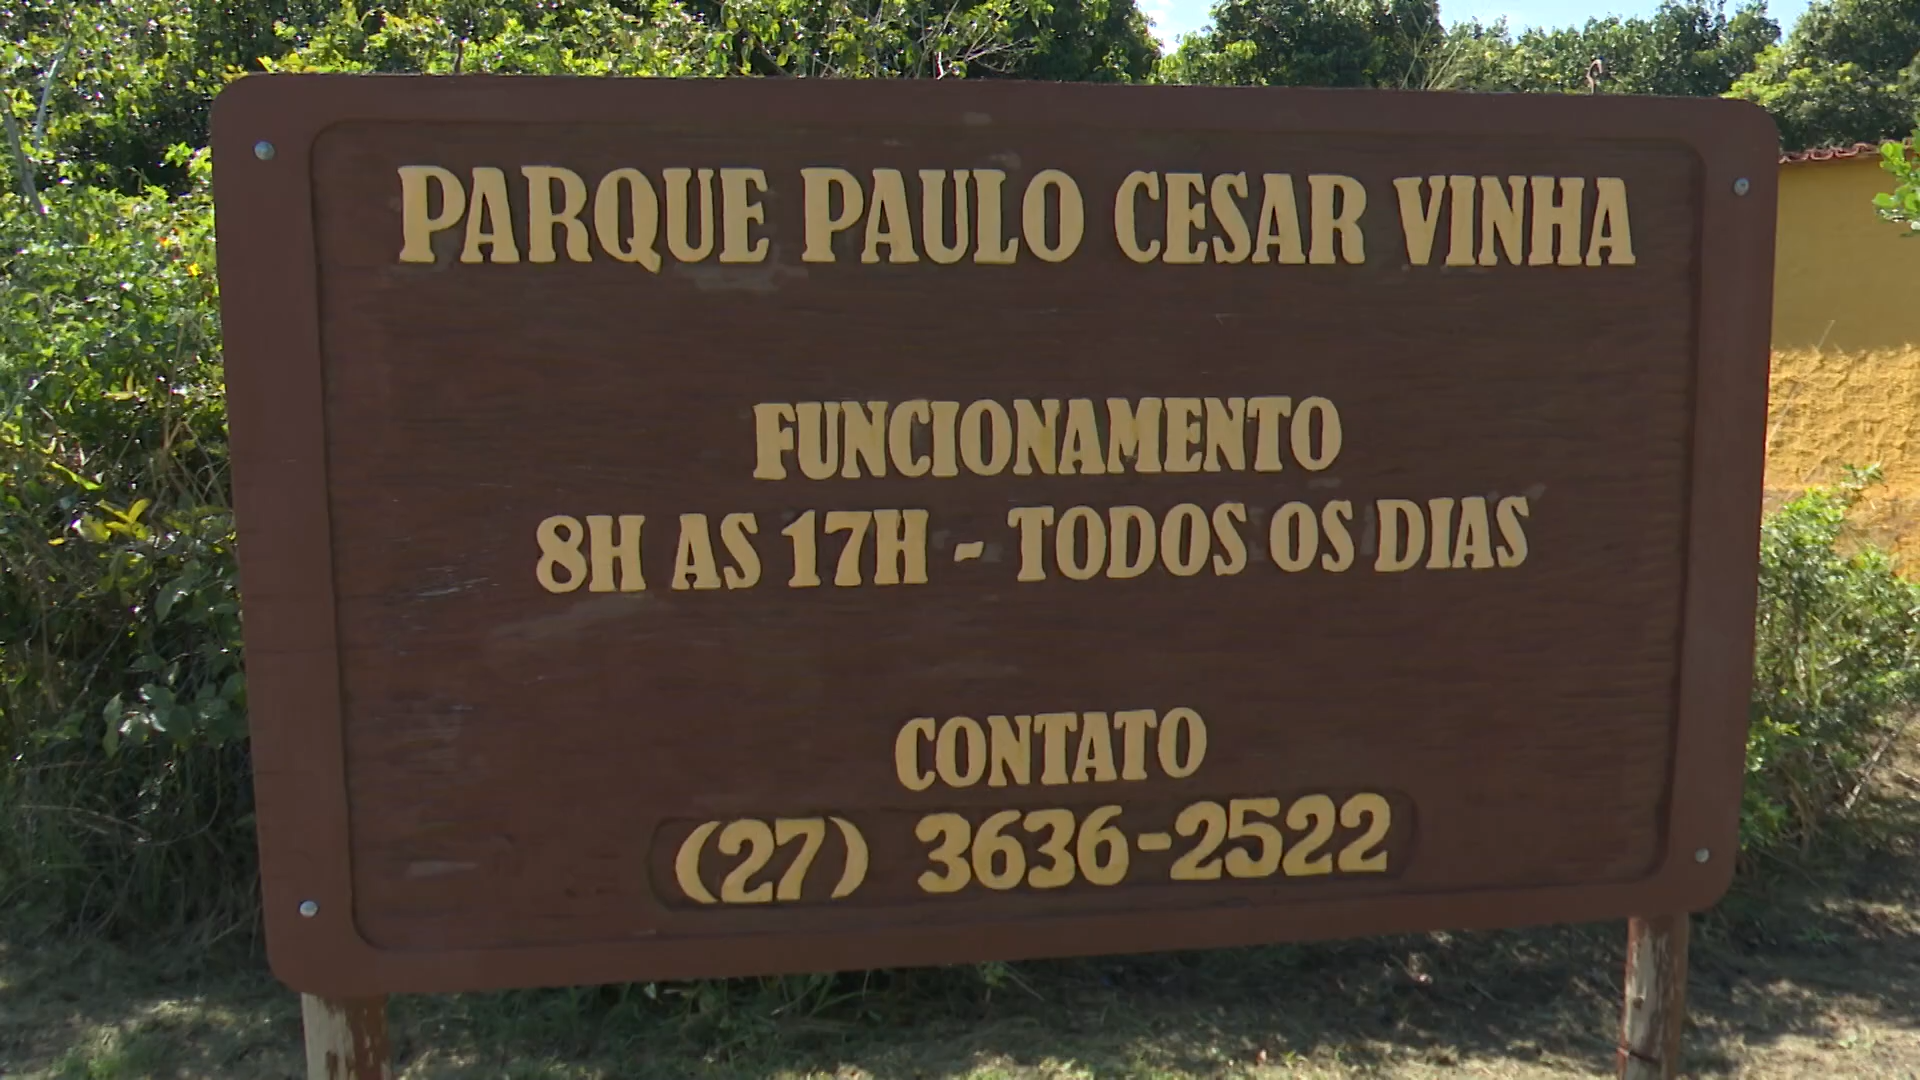 PARQUE PAULO CESAR VINHA
FUNCIONAMENTO
8H AS 17H - TODOS OS DIAS
CONTATO
(27) 3636-2522